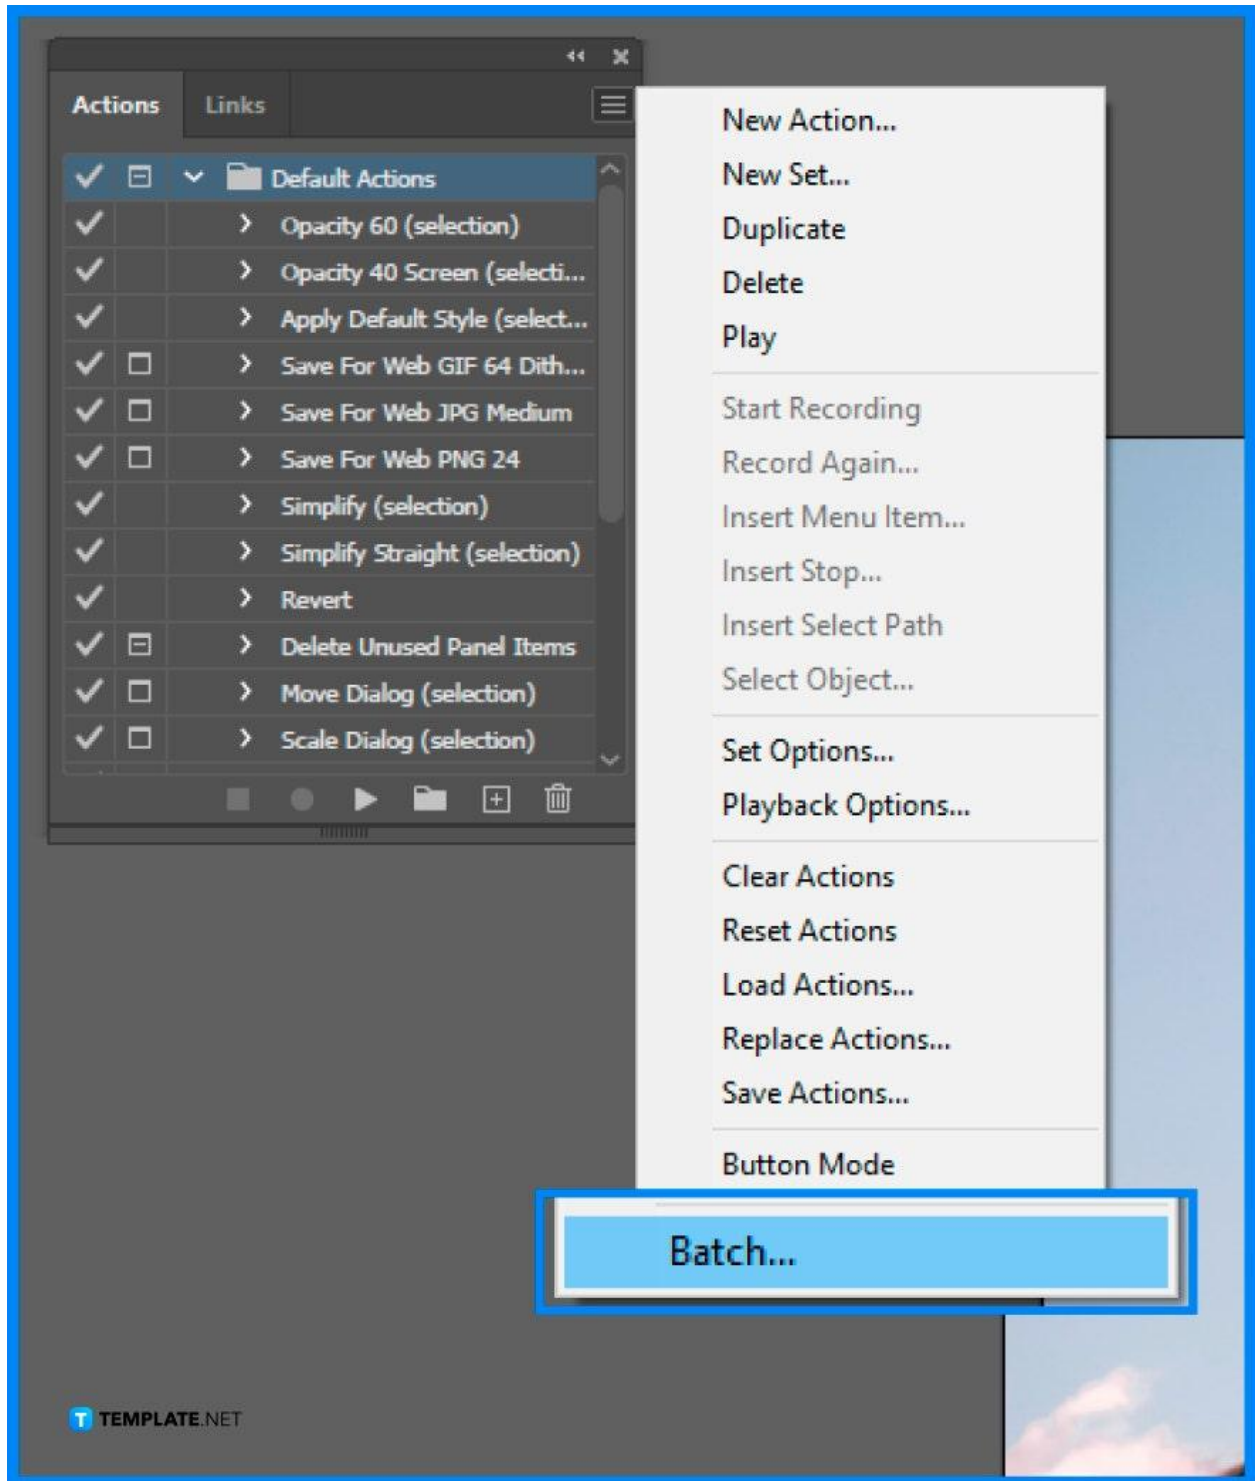 Actions
Links
Default Actions
Opacity 60 (selection)
Opacity 40 Screen (selecti...
Apply Default Style (select...
Save For Web GIF 64 Dith...
Save For Web JPG Medium
Save For Web PNG 24
Simplify (selection)
Simplify Straight (selection)
Revert
Delete Unused Panel Items
Move Dialog (selection)
Scale Dialog (selection)
New Action...
New Set...
Duplicate
Delete
Play
Start Recording
Record Again...
Insert Menu Item...
Insert Stop...
Insert Select Path
Select Object...
Set Options...
Playback Options...
Clear Actions
Reset Actions
Load Actions...
Replace Actions...
Save Actions...
Button Mode
Batch...
T TEMPLATE.NET